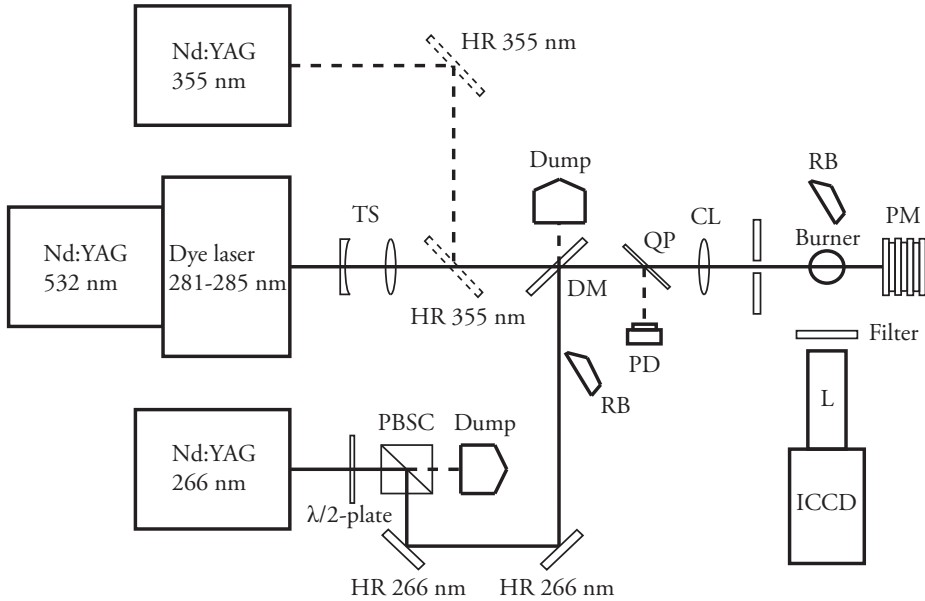 Nd:YAG
355 nm
HR 355 nm
Dump
RB
TS
QP
CL
Burner
PM
Nd:YAG
532 nm
Dye laser
281-285 nm
DM
HR 355 nm
PD
Filter
RB
L
PBSC
Dump
Nd:YAG
266 nm
λ/2-plate
ICCD
HR 266 nm
HR 266 nm